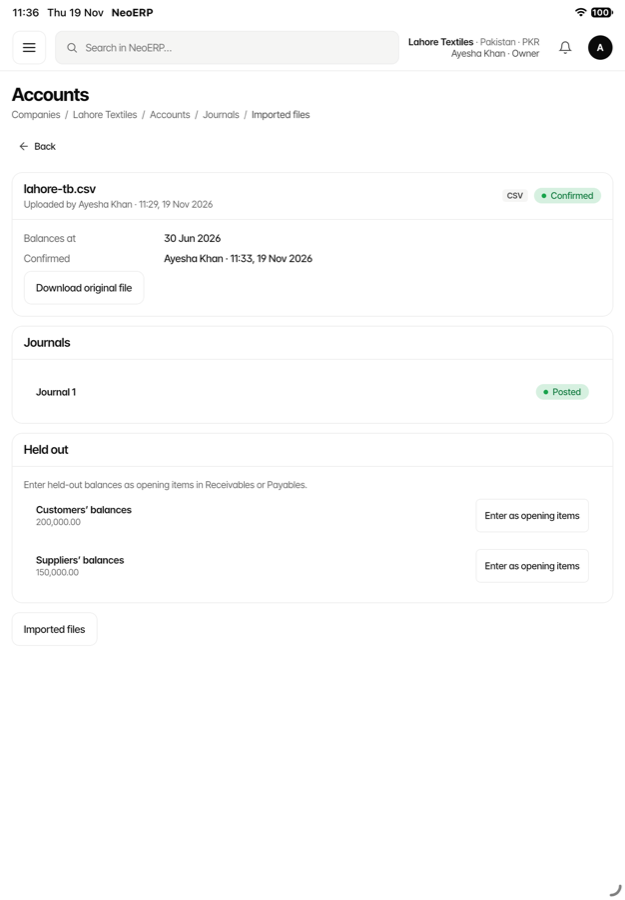 11:36 Thu 19 Nov NeoERP 100
Search in NeoERP...
Lahore Textiles · Pakistan · PKR
Ayesha Khan · Owner
A
Accounts
Companies / Lahore Textiles / Accounts / Journals / Imported files
Back
lahore-tb.csv
Uploaded by Ayesha Khan · 11:29, 19 Nov 2026
CSV Confirmed
Balances at 30 Jun 2026
Confirmed Ayesha Khan · 11:33, 19 Nov 2026
Download original file
Journals
Journal 1 Posted
Held out
Enter held-out balances as opening items in Receivables or Payables.
Customers’ balances
200,000.00
Enter as opening items
Suppliers’ balances
150,000.00
Enter as opening items
Imported files